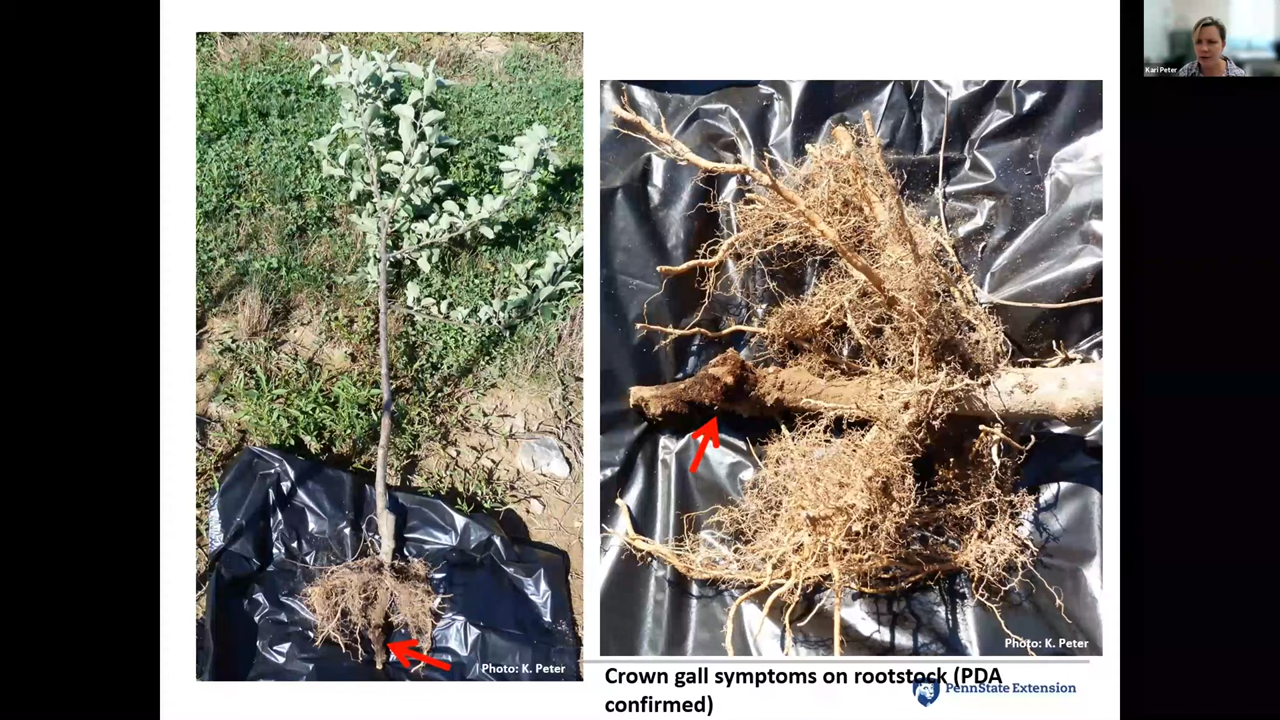 Kari Peter
Photo: K. Peter
Photo: K. Peter
Crown gall symptoms on rootstock (PDA
confirmed)
PennState Extension